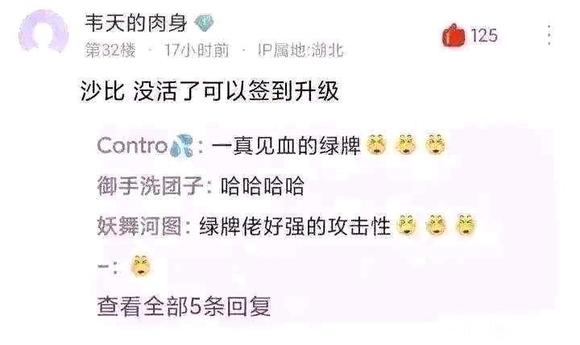 韦天的肉身
第32楼 · 17小时前 · IP属地:湖北
125
沙比 没活了可以签到升级
Contro💦: 一真见血的绿牌
御手洗团子: 哈哈哈哈
妖舞河图: 绿牌佬好强的攻击性
–:
查看全部5条回复